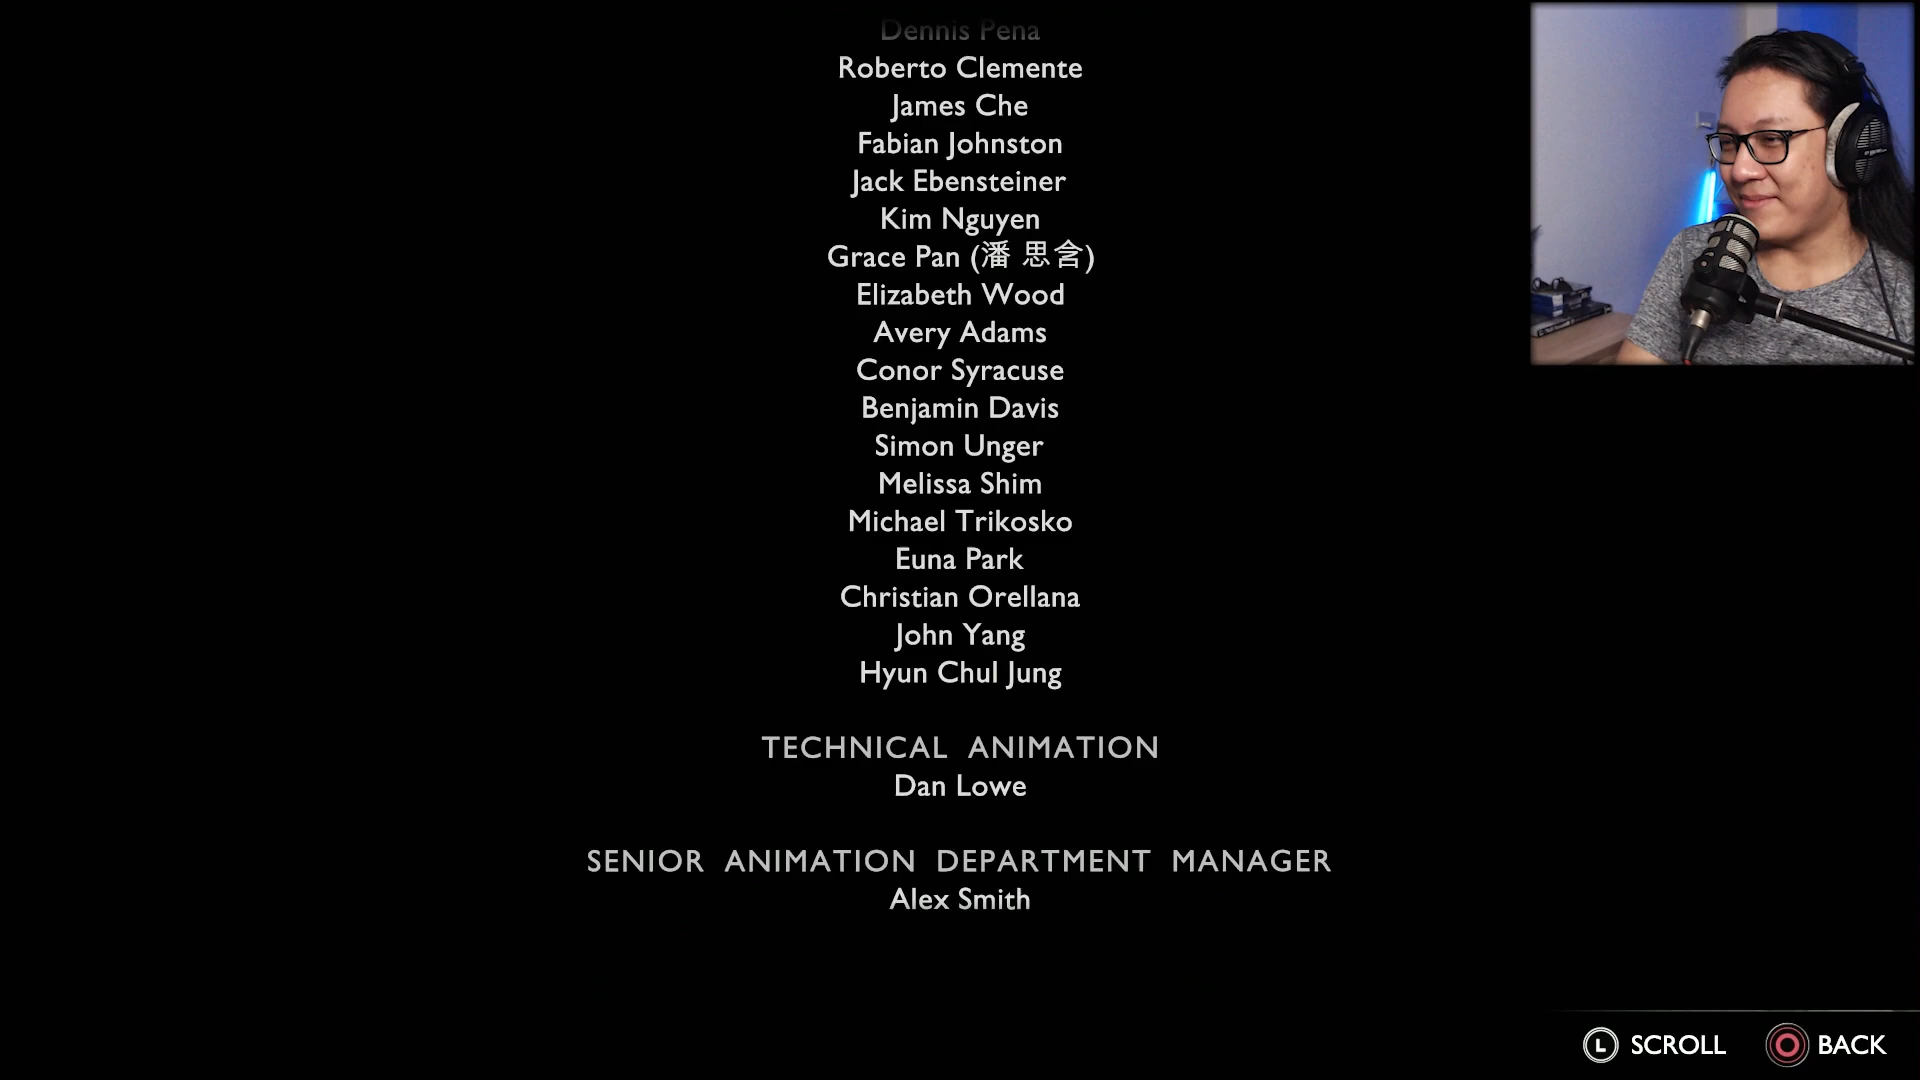 Dennis Pena
Roberto Clemente
James Che
Fabian Johnston
Jack Ebensteiner
Kim Nguyen
Grace Pan (潘 思含)
Elizabeth Wood
Avery Adams
Conor Syracuse
Benjamin Davis
Simon Unger
Melissa Shim
Michael Trikosko
Euna Park
Christian Orellana
John Yang
Hyun Chul Jung
TECHNICAL ANIMATION
Dan Lowe
SENIOR ANIMATION DEPARTMENT MANAGER
Alex Smith
L SCROLL BACK